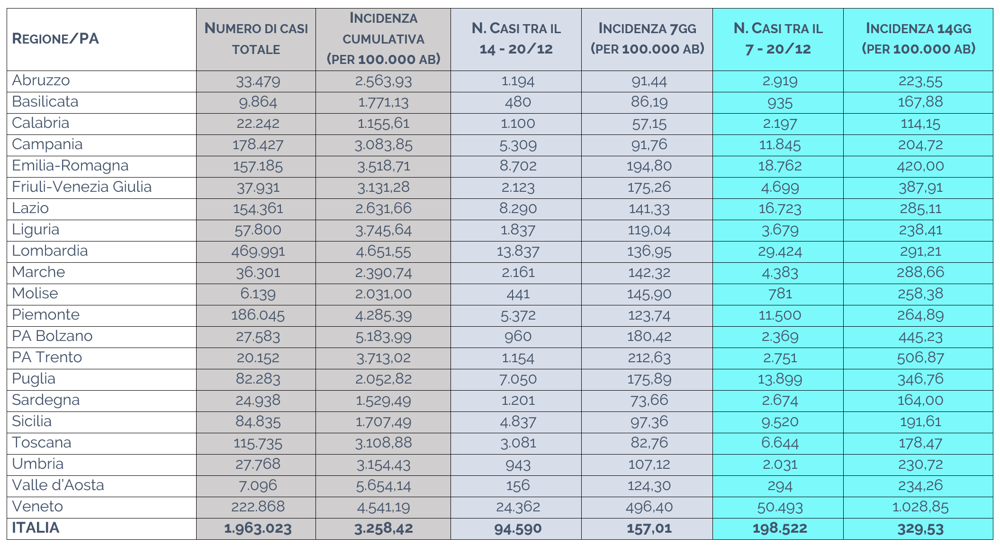 REGIONE/PA NUMERO DI CASI TOTALE INCIDENZA CUMULATIVA (PER 100.000 AB) N. CASI TRA IL 14 - 20/12 INCIDENZA 7GG (PER 100.000 AB) N. CASI TRA IL 7 - 20/12 INCIDENZA 14GG (PER 100.000 AB)
Abruzzo 33.479 2.563,93 1.194 91,44 2.919 223,55
Basilicata 9.864 1.771,13 480 86,19 935 167,88
Calabria 22.242 1.155,61 1.100 57,15 2.197 114,15
Campania 178.427 3.083,85 5.309 91,76 11.845 204,72
Emilia-Romagna 157.185 3.518,71 8.702 194,80 18.762 420,00
Friuli-Venezia Giulia 37.931 3.131,28 2.123 175,26 4.699 387,91
Lazio 154.361 2.631,66 8.290 141,33 16.723 285,11
Liguria 57.800 3.745,64 1.837 119,04 3.679 238,41
Lombardia 469.991 4.651,55 13.837 136,95 29.424 291,21
Marche 36.301 2.390,74 2.161 142,32 4.383 288,66
Molise 6.139 2.031,00 441 145,90 781 258,38
Piemonte 186.045 4.285,39 5.372 123,74 11.500 264,89
PA Bolzano 27.583 5.183,99 960 180,42 2.369 445,23
PA Trento 20.152 3.713,02 1.154 212,63 2.751 506,87
Puglia 82.283 2.052,82 7.050 175,89 13.899 346,76
Sardegna 24.938 1.529,49 1.201 73,66 2.674 164,00
Sicilia 84.835 1.707,49 4.837 97,36 9.520 191,61
Toscana 115.735 3.108,88 3.081 82,76 6.644 178,47
Umbria 27.768 3.154,43 943 107,12 2.031 230,72
Valle d’Aosta 7.096 5.654,14 156 124,30 294 234,26
Veneto 222.868 4.541,19 24.362 496,40 50.493 1.028,85
ITALIA 1.963.023 3.258,42 94.590 157,01 198.522 329,53